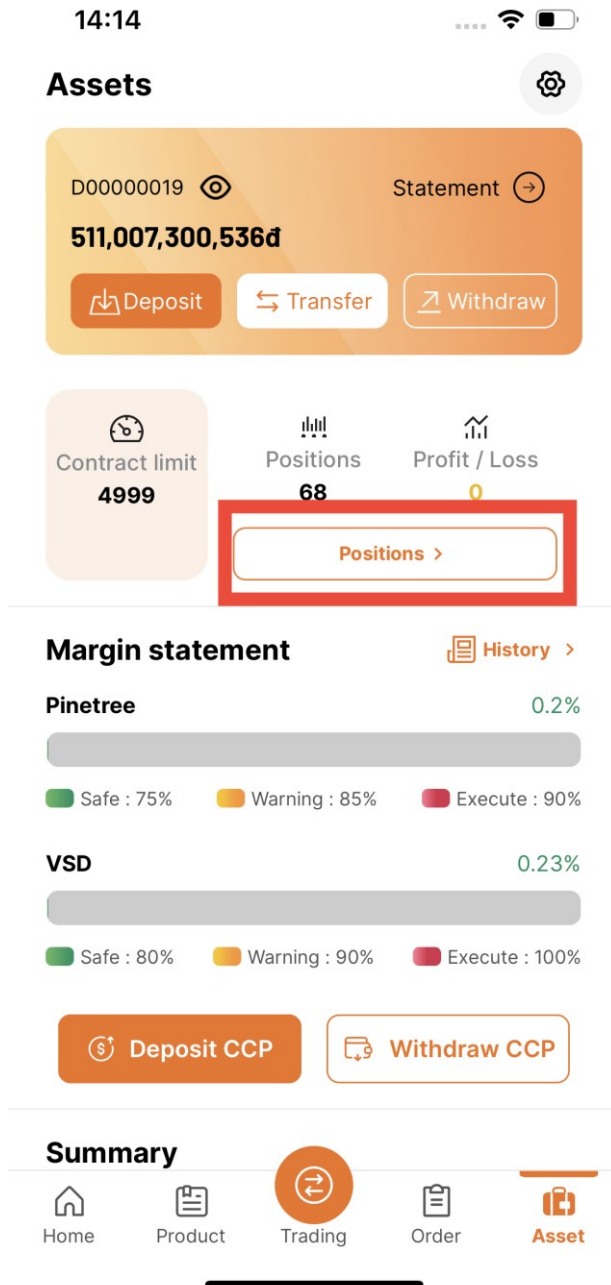 14:14
Assets
D00000019
Statement
511,007,300,536đ
Deposit
Transfer
Withdraw
Contract limit
4999
Positions
68
Profit / Loss
0
Positions >
Margin statement
History >
Pinetree
0.2%
Safe : 75%
Warning : 85%
Execute : 90%
VSD
0.23%
Safe : 80%
Warning : 90%
Execute : 100%
Deposit CCP
Withdraw CCP
Summary
Home
Product
Trading
Order
Asset